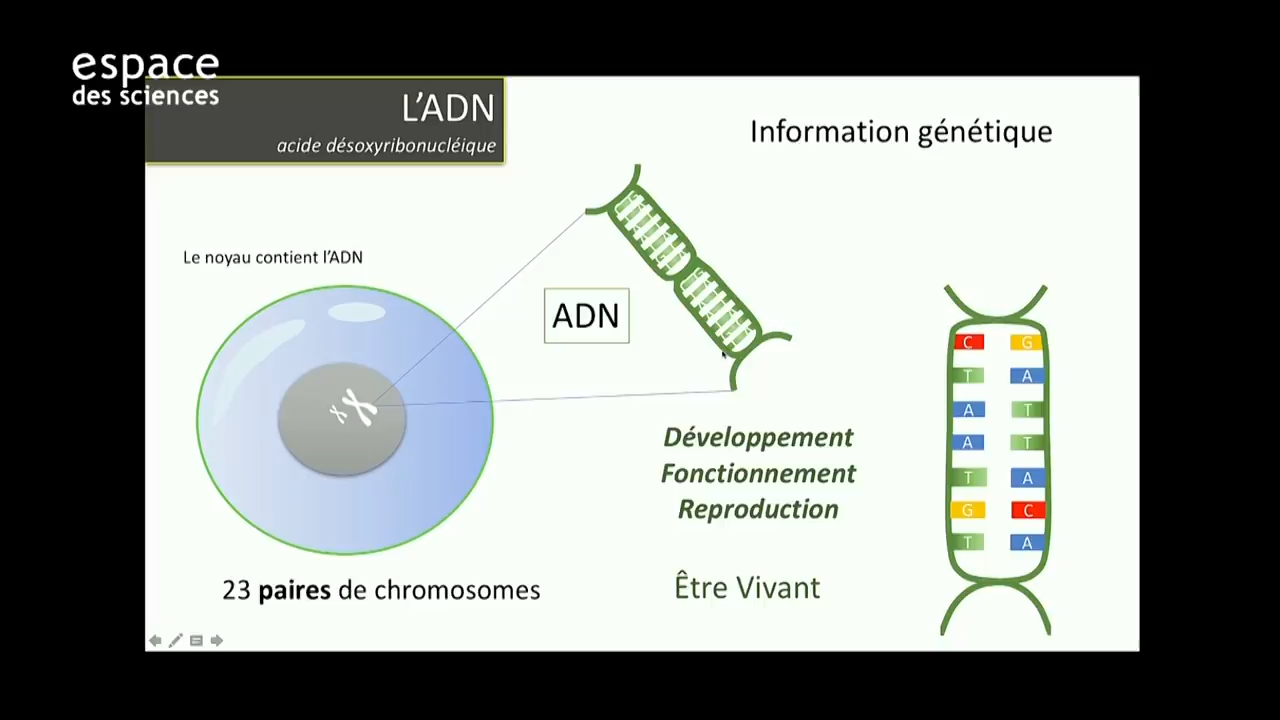 espace
des sciences
L'ADN
acide désoxyribonucléique
Information génétique
Le noyau contient l'ADN
ADN
C G
T A
A T
A T
T A
G C
T A
Développement
Fonctionnement
Reproduction
23 paires de chromosomes
Être Vivant